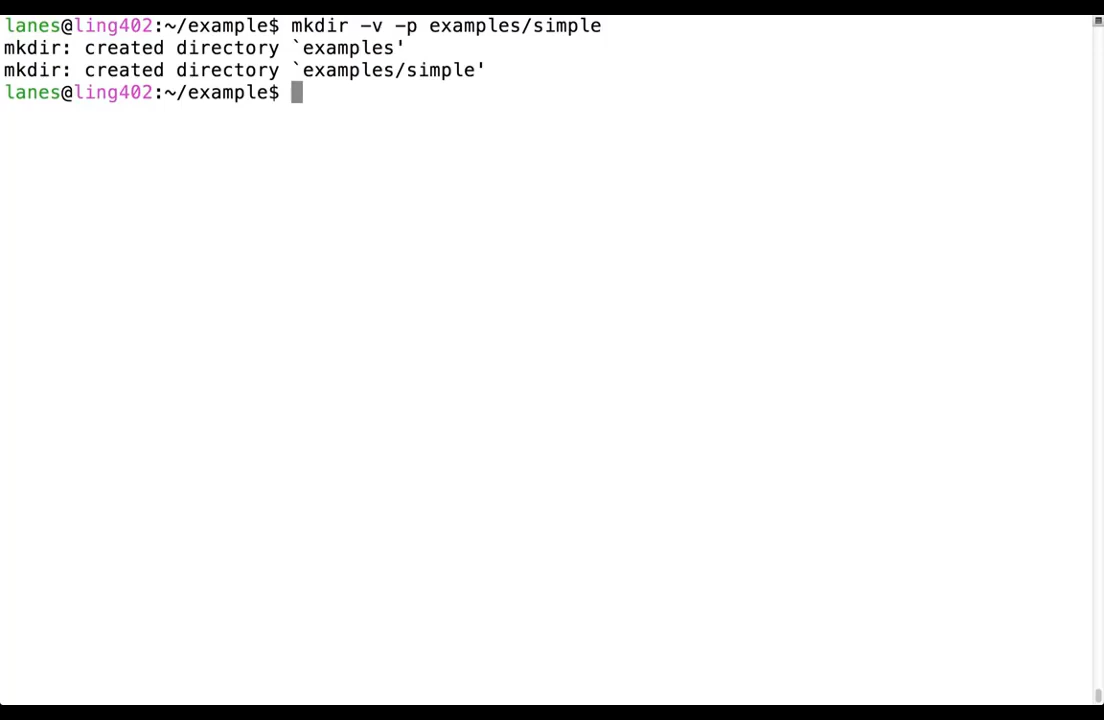 lanes@ling402:~/example$ mkdir -v -p examples/simple
mkdir: created directory `examples'
mkdir: created directory `examples/simple'
lanes@ling402:~/example$